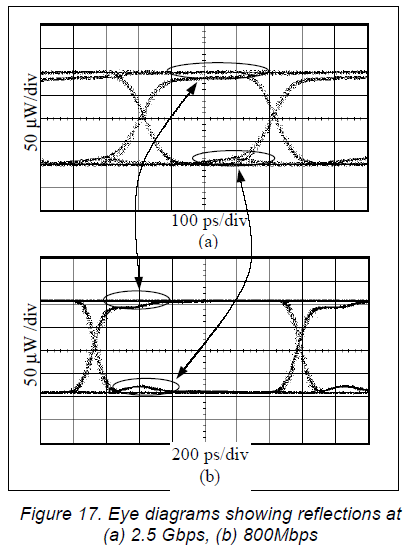 50 μW/div
100 ps/div
(a)
50 μW /div
200 ps/div
(b)
Figure 17. Eye diagrams showing reflections at
(a) 2.5 Gbps, (b) 800Mbps